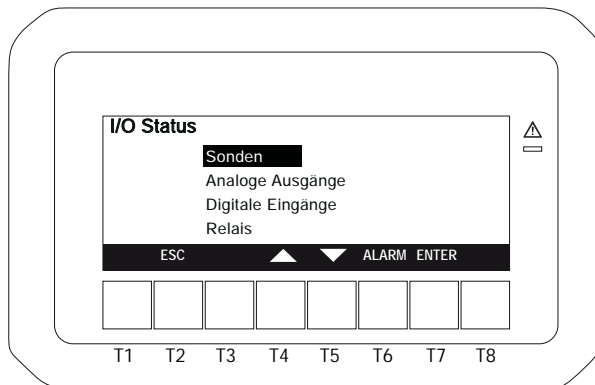 I/O Status
Sonden
Analoge Ausgänge
Digitale Eingänge
Relais
ESC ALARM ENTER
T1 T2 T3 T4 T5 T6 T7 T8